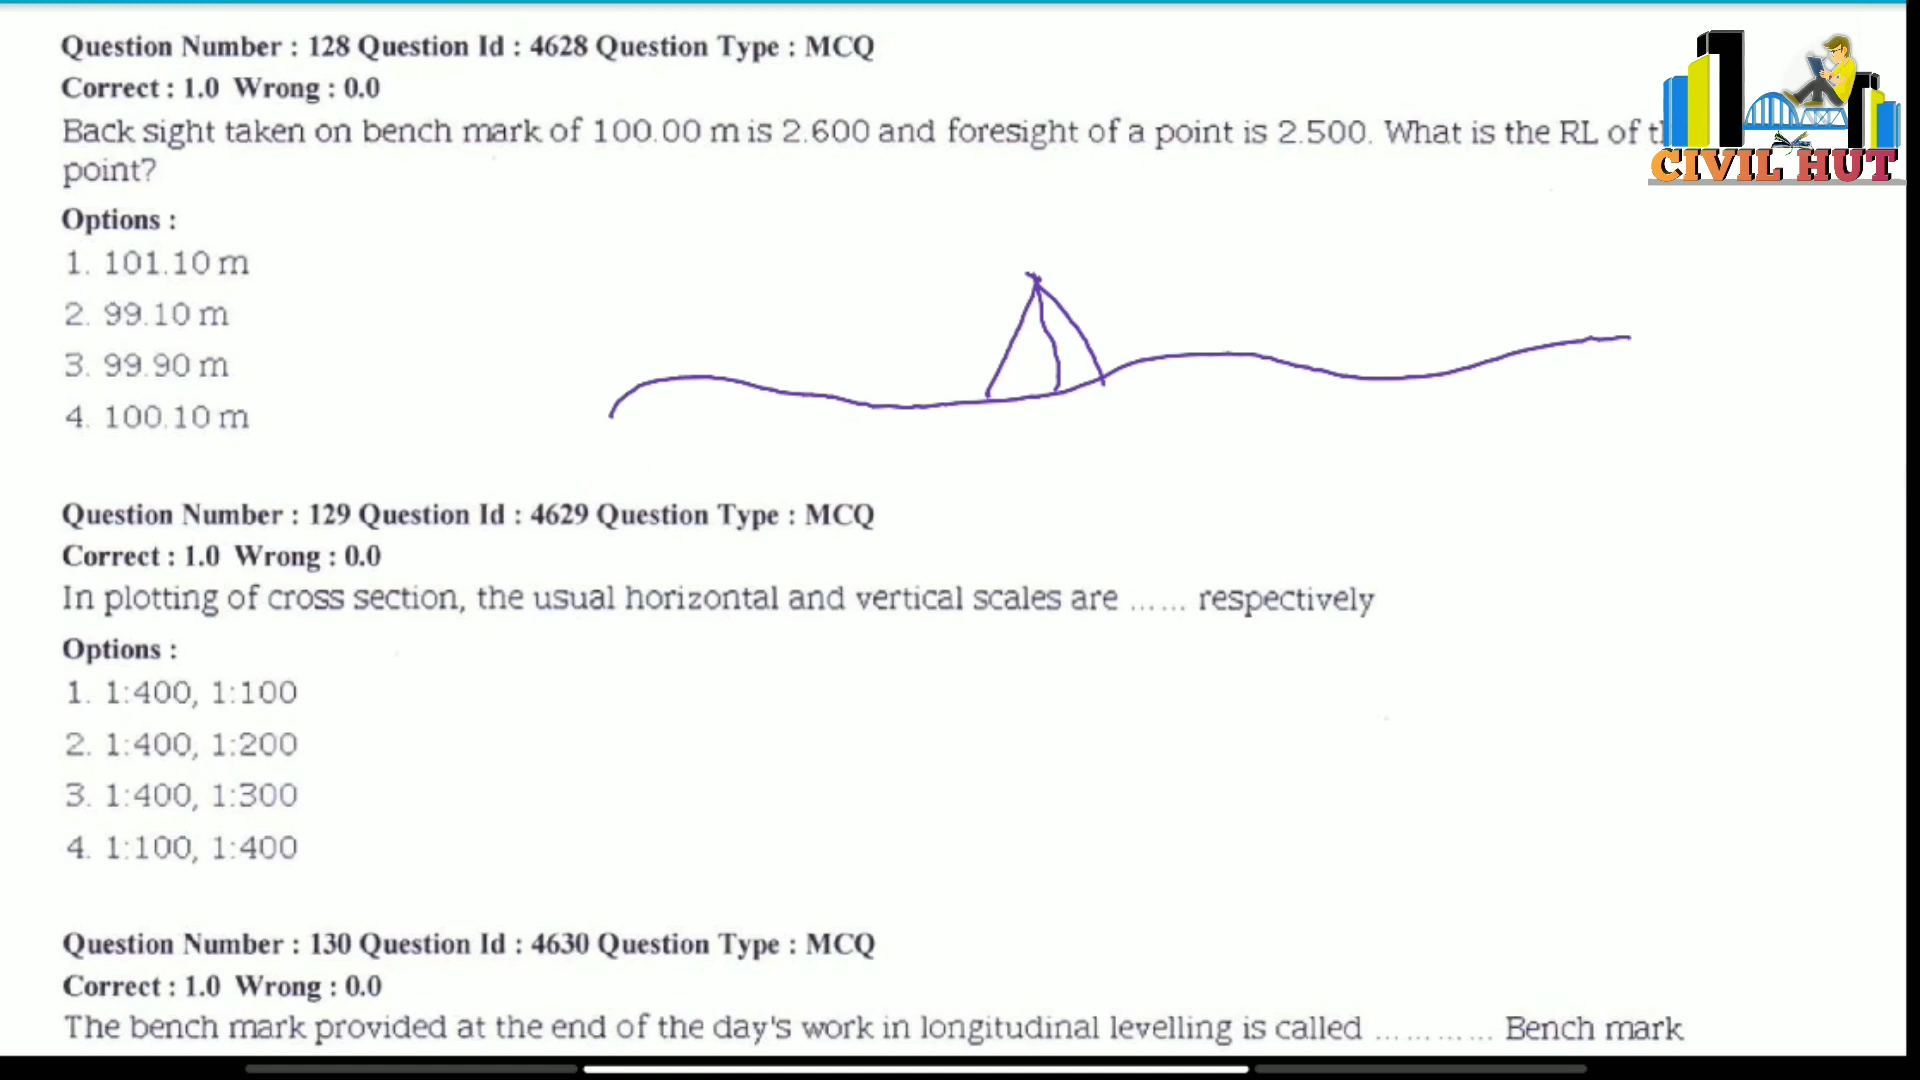 Question Number : 128 Question Id : 4628 Question Type : MCQ
Correct : 1.0 Wrong : 0.0
Back sight taken on bench mark of 100.00 m is 2.600 and foresight of a point is 2.500. What is the RL of
point?
Options :
1. 101.10 m
2. 99.10 m
3. 99.90 m
4. 100.10 m
CIVIL HUT
Question Number : 129 Question Id : 4629 Question Type : MCQ
Correct : 1.0 Wrong : 0.0
In plotting of cross section, the usual horizontal and vertical scales are ...... respectively
Options :
1. 1:400, 1:100
2. 1:400, 1:200
3. 1:400, 1:300
4. 1:100, 1:400
Question Number : 130 Question Id : 4630 Question Type : MCQ
Correct : 1.0 Wrong : 0.0
The bench mark provided at the end of the day's work in longitudinal levelling is called ............ Bench mark